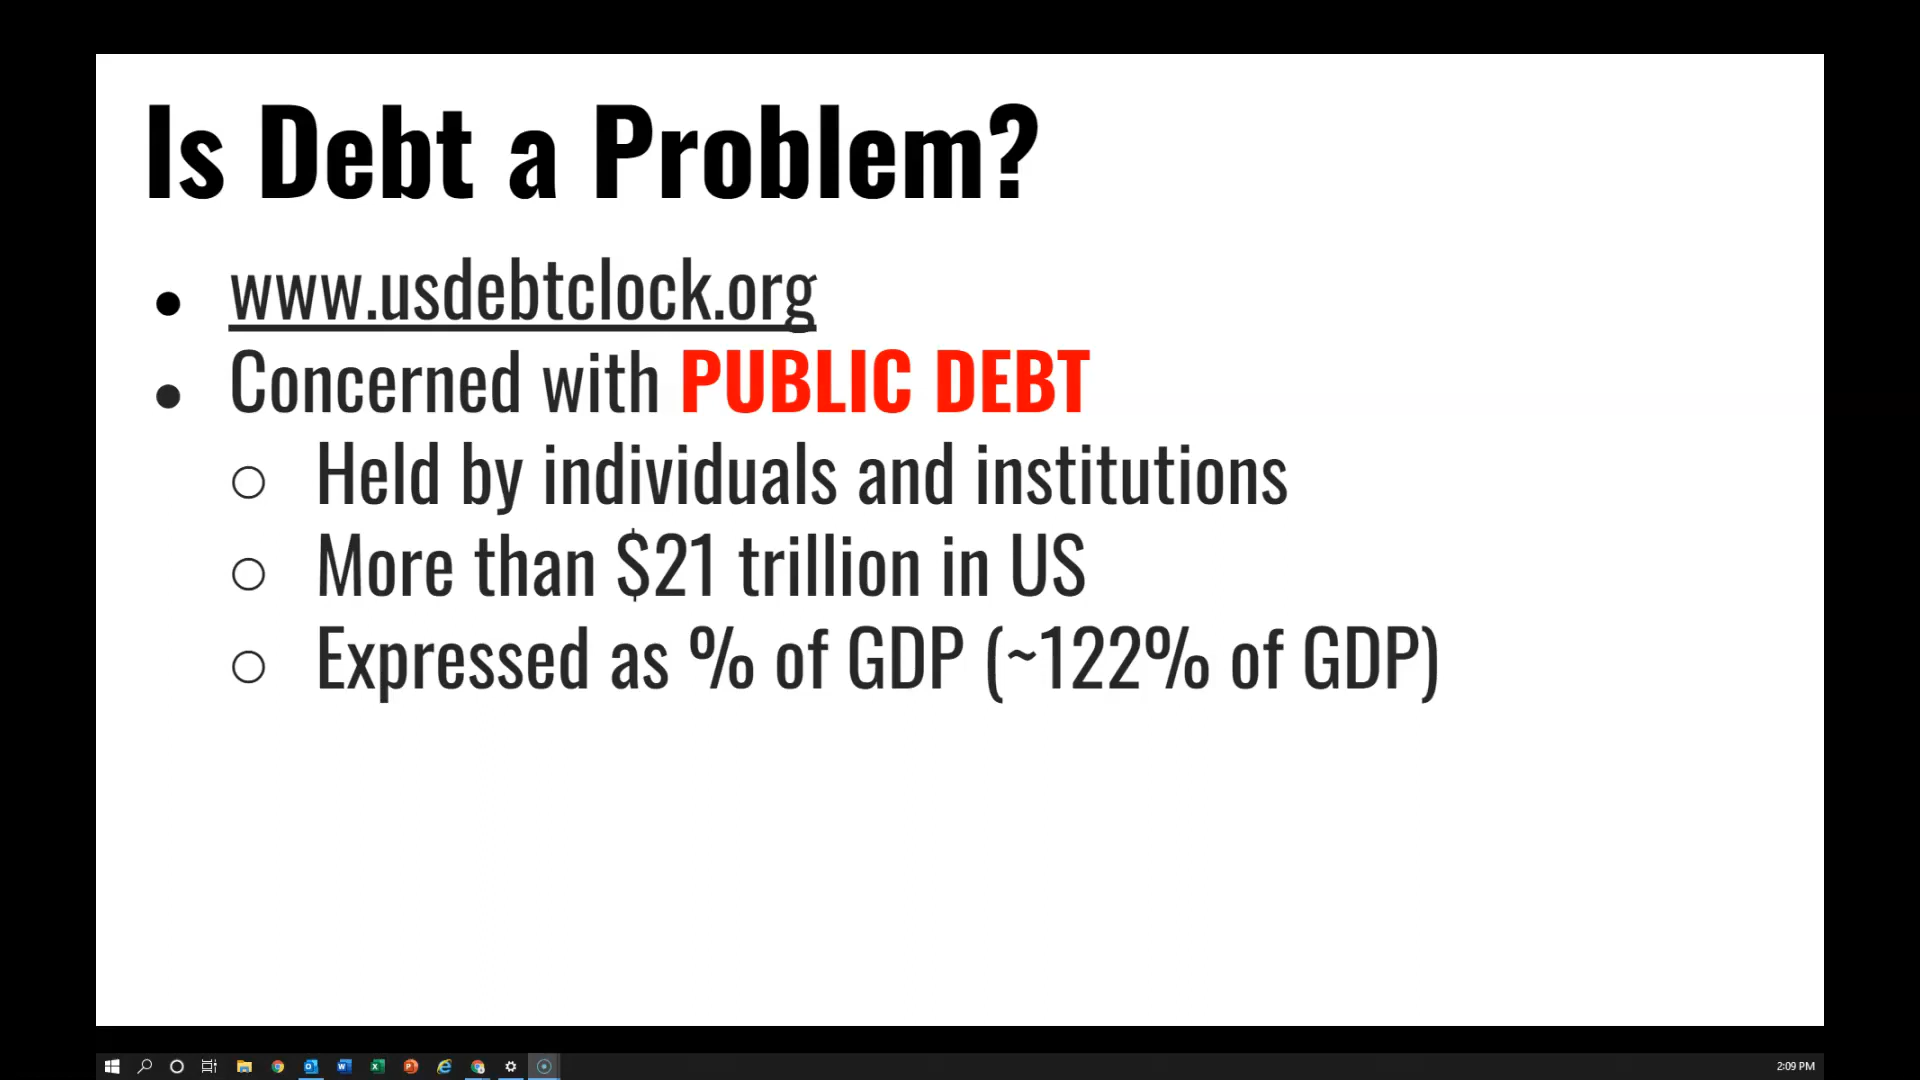 Is Debt a Problem?
● www.usdebtclock.org
● Concerned with PUBLIC DEBT
○ Held by individuals and institutions
○ More than $21 trillion in US
○ Expressed as % of GDP (~122% of GDP)
2:09 PM